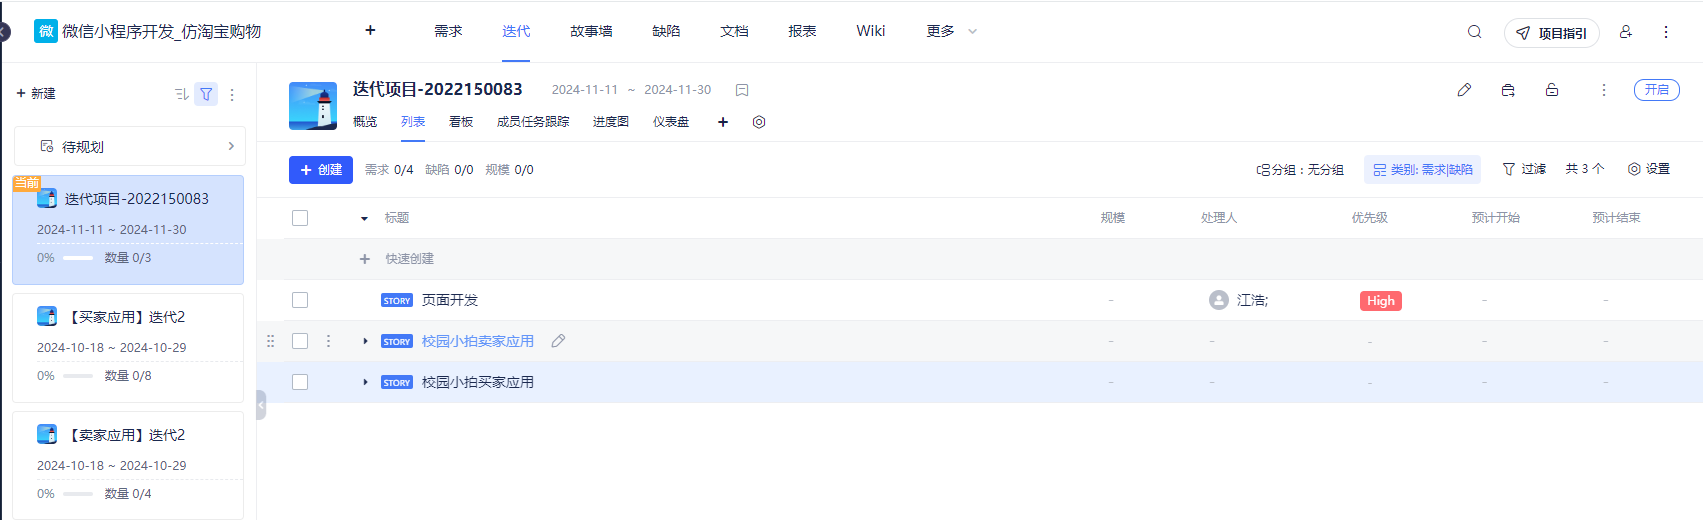 微 微信小程序开发_仿淘宝购物 + 需求 迭代 故事墙 缺陷 文档 报表 Wiki 更多 项目指引
+ 新建
待规划
当前
迭代项目-2022150083
2024-11-11 ~ 2024-11-30
0% 数量 0/3
【买家应用】迭代2
2024-10-18 ~ 2024-10-29
0% 数量 0/8
【卖家应用】迭代2
2024-10-18 ~ 2024-10-29
0% 数量 0/4
迭代项目-2022150083 2024-11-11 ~ 2024-11-30 开启
概览 列表 看板 成员任务跟踪 进度图 仪表盘 +
+ 创建 需求 0/4 缺陷 0/0 规模 0/0 分组：无分组 类别: 需求|缺陷 过滤 共 3 个 设置
标题 规模 处理人 优先级 预计开始 预计结束
+ 快速创建
STORY 页面开发 - 江浩; High - -
STORY 校园小拍卖家应用 - - - - -
STORY 校园小拍买家应用 - - - - -